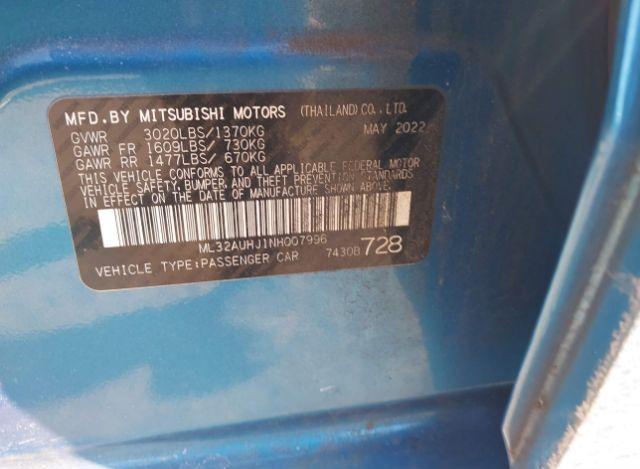 MFD.BY MITSUBISHI MOTORS (THAILAND)CO.,LTD.
GVWR 3020LBS/1370KG MAY 2022
GAWR FR 1609LBS/ 730KG
GAWR RR 1477LBS/ 670KG
THIS VEHICLE CONFORMS TO ALL APPLICABLE FEDERAL MOTOR
VEHICLE SAFETY, BUMPER, AND THEFT PREVENTION STANDARDS
IN EFFECT ON THE DATE OF MANUFACTURE SHOWN ABOVE.
ML32AUHJ1NH007996
VEHICLE TYPE:PASSENGER CAR 7430B 728